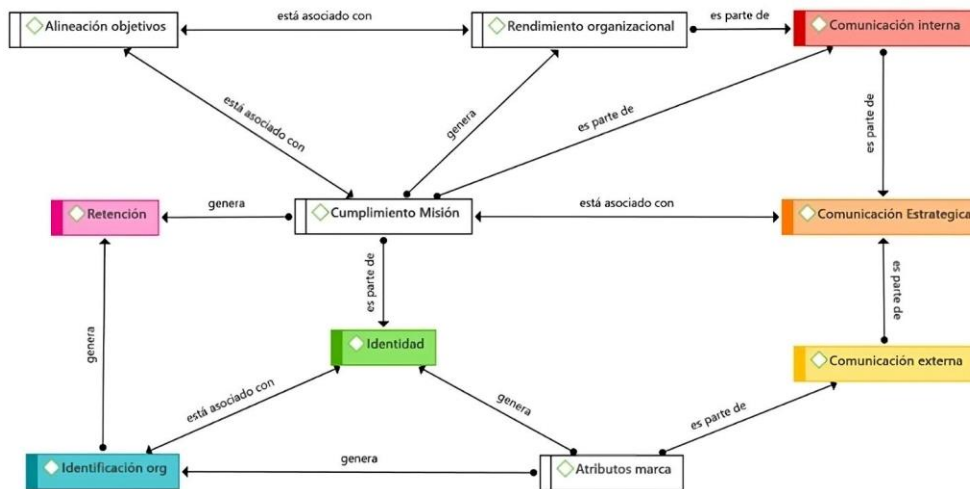 está asociado con
es parte de
Alineación objetivos
Rendimiento organizacional
Comunicación interna
está asociado con
genera
es parte de
es parte de
Retención
genera
Cumplimiento Misión
está asociado con
Comunicación Estrategica
es parte de
es parte de
genera
Identidad
Comunicación externa
está asociado con
genera
es parte de
Identificación org
genera
Atributos marca